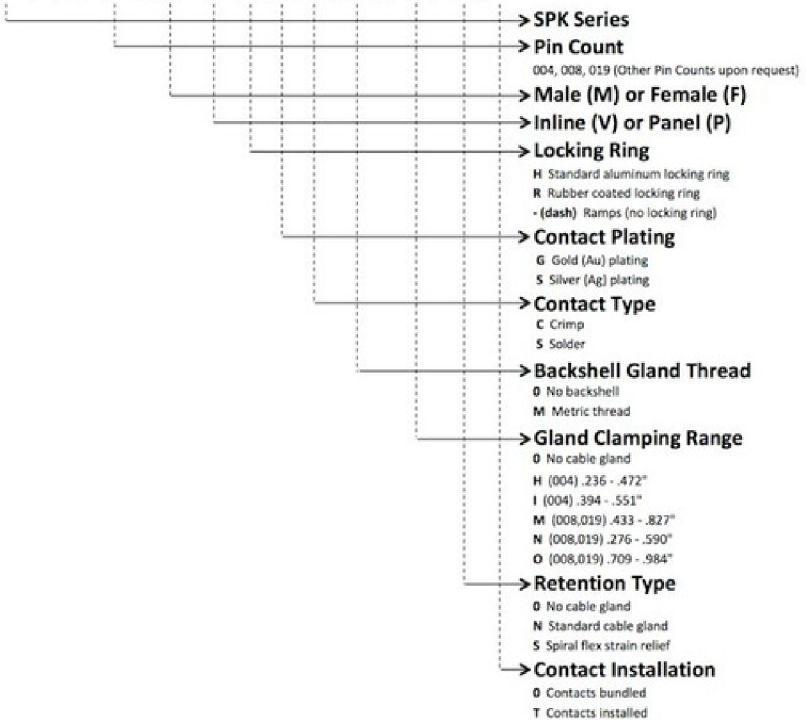 SPK Series
Pin Count
004, 008, 019 (Other Pin Counts upon request)
Male (M) or Female (F)
Inline (V) or Panel (P)
Locking Ring
H Standard aluminum locking ring
R Rubber coated locking ring
- (dash) Ramps (no locking ring)
Contact Plating
G Gold (Au) plating
S Silver (Ag) plating
Contact Type
C Crimp
S Solder
Backshell Gland Thread
0 No backshell
M Metric thread
Gland Clamping Range
0 No cable gland
H (004) .236 - .472"
I (004) .394 - .551"
M (008,019) .433 - .827"
N (008,019) .276 - .590"
O (008,019) .709 - .984"
Retention Type
0 No cable gland
N Standard cable gland
S Spiral flex strain relief
Contact Installation
0 Contacts bundled
T Contacts installed